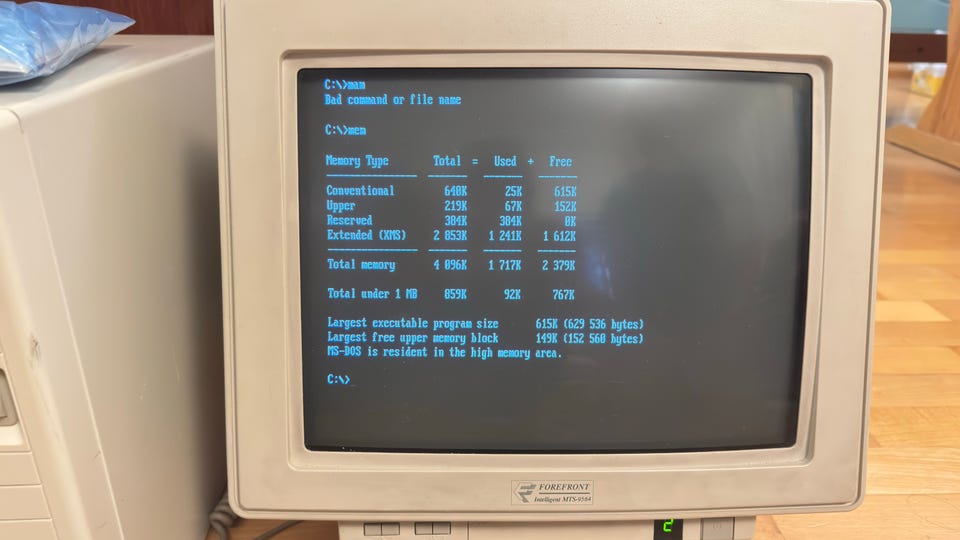 C:\>mam
Bad command or file name
C:\>mem
Memory Type Total = Used + Free
---------------- ------- ------- -------
Conventional 640K 25K 615K
Upper 219K 67K 152K
Reserved 384K 384K 0K
Extended (XMS) 2 853K 1 241K 1 612K
---------------- ------- ------- -------
Total memory 4 096K 1 717K 2 379K
Total under 1 MB 859K 92K 767K
Largest executable program size 615K (629 536 bytes)
Largest free upper memory block 149K (152 560 bytes)
MS-DOS is resident in the high memory area.
C:\>_
FOREFRONT
Intelligent MTS-9564
2